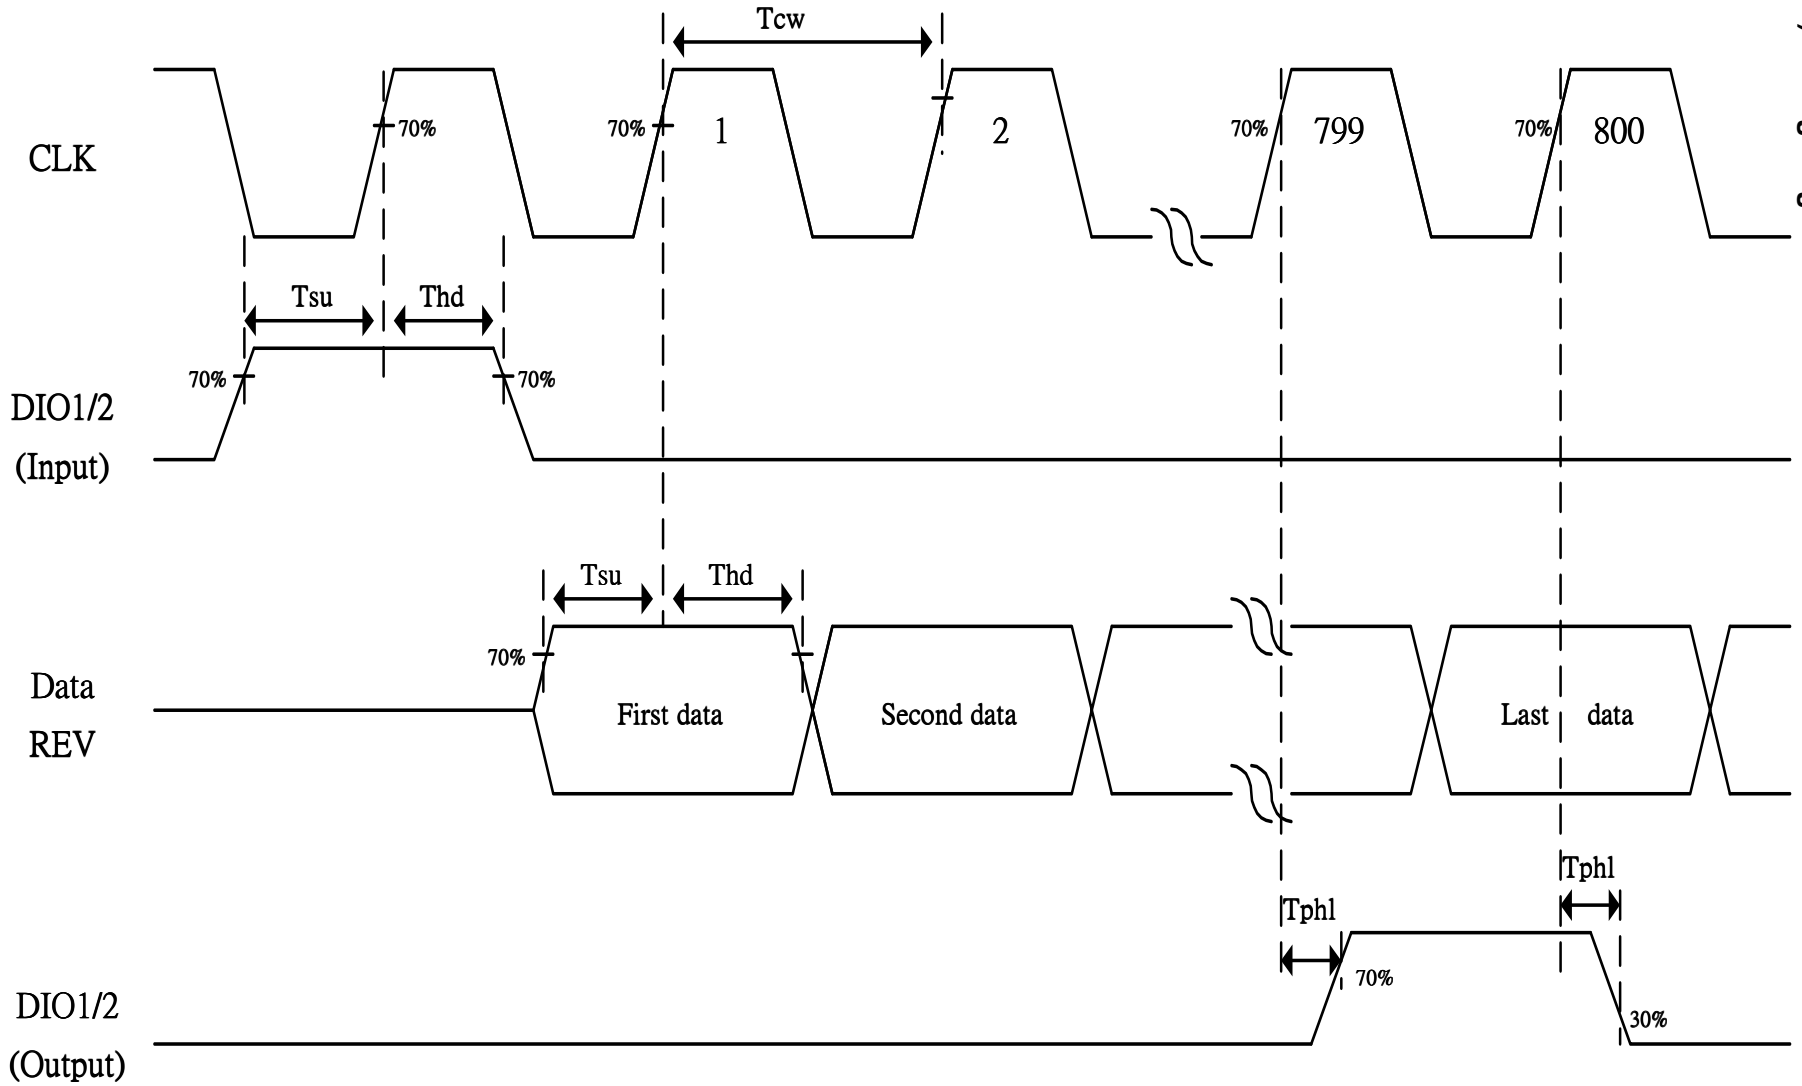 Tcw
CLK
70%
70%
1
2
70%
799
70%
800
Tsu
Thd
70%
70%
DIO1/2
(Input)
Tsu
Thd
70%
Data
REV
First data
Second data
Last data
Tphl
Tphl
70%
30%
DIO1/2
(Output)